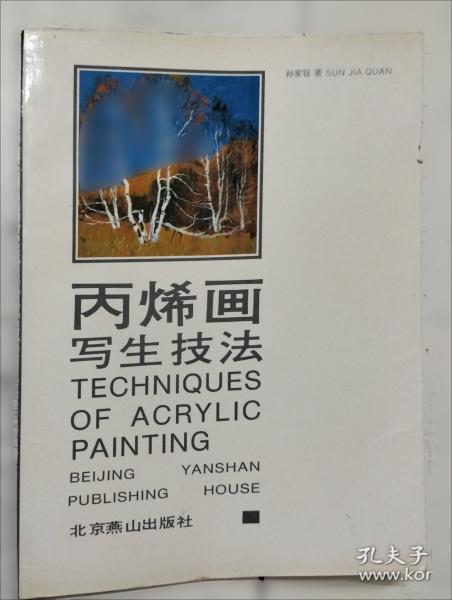 孙家铨 著 SUN JIA QUAN
丙烯画
写生技法
TECHNIQUES
OF ACRYLIC
PAINTING
BEIJING YANSHAN
PUBLISHING HOUSE
北京燕山出版社
孔夫子
www.kor